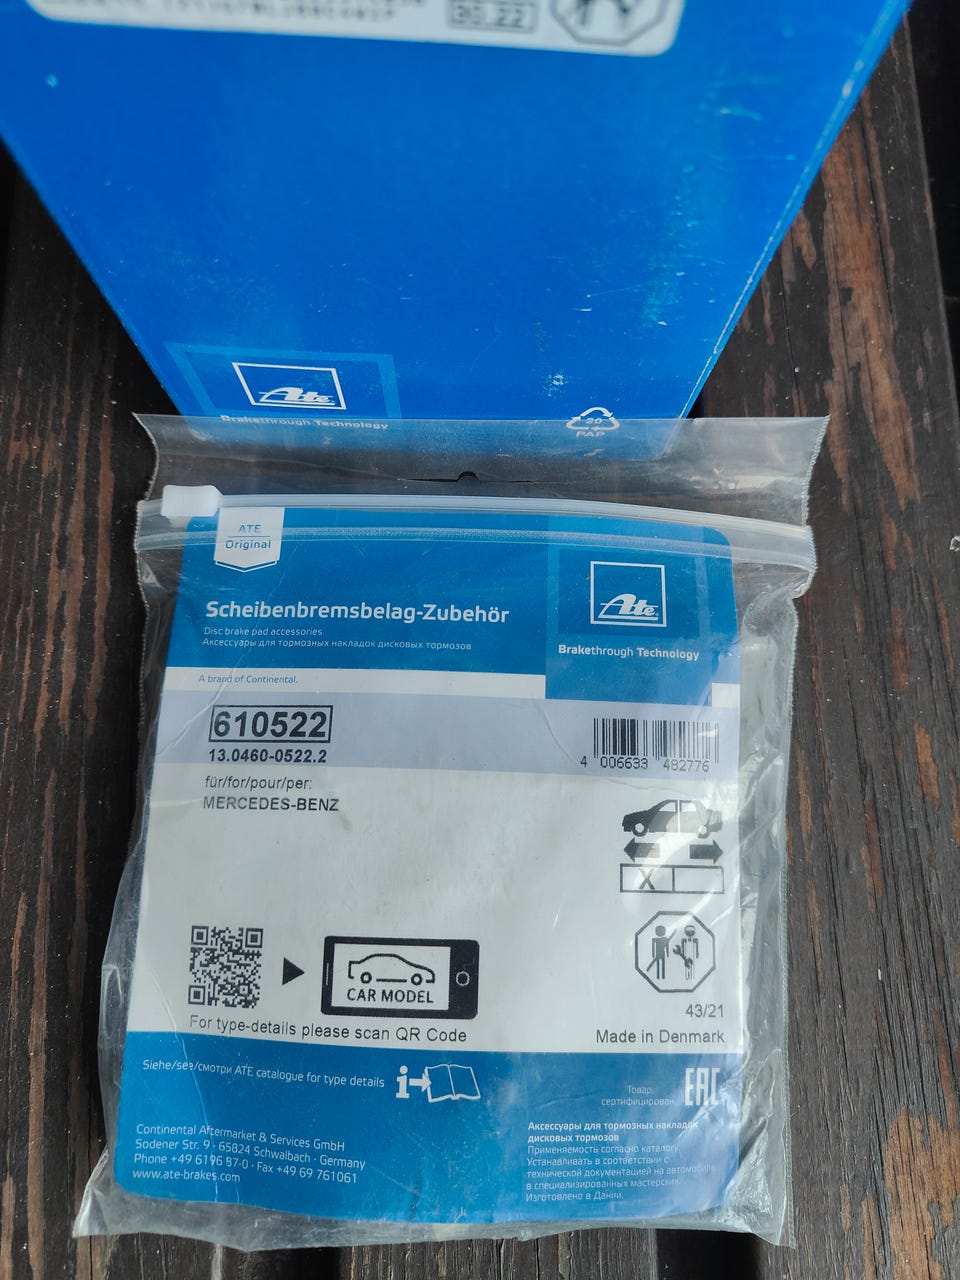 05.22
Ate
Breakthrough Technology
20
PAP
ATE
Original
Scheibenbremsbelag-Zubehör
Disc brake pad accessories
Аксессуары для тормозных накладок дисковых тормозов
Ate
Breakthrough Technology
A brand of Continental.
610522
13.0460-0522.2
4 006633 482776
für/for/pour/per:
MERCEDES-BENZ
X
CAR MODEL
For type-details please scan QR Code
43/21
Made in Denmark
Siehe/see/смотри ATE catalogue for type details
i
Товар
сертифицирован
EAC
Continental Aftermarket & Services GmbH
Sodener Str. 9 · 65824 Schwalbach · Germany
Phone +49 6196 87-0 · Fax +49 69 761061
www.ate-brakes.com
Аксессуары для тормозных накладок
дисковых тормозов
Применяемость согласно каталогу.
Устанавливать в соответствии с
технической документацией на автомобиль
в специализированных мастерских.
Изготовлено в Дании.